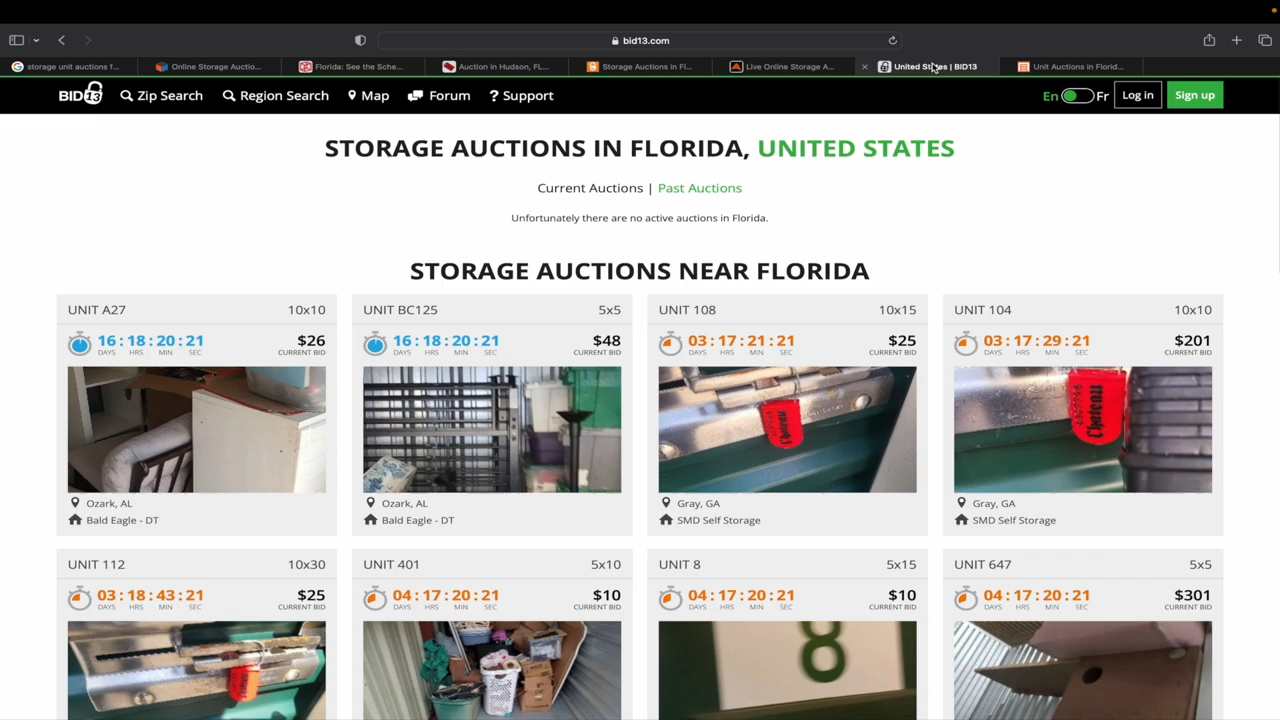 bid13.com
storage unit auctions f...
Online Storage Auctio...
Florida: See the Sche...
Auction in Hudson, FL...
Storage Auctions in Fl...
Live Online Storage A...
United States | BID13
Unit Auctions in Florid...
BID13
Zip Search
Region Search
Map
Forum
? Support
En
Fr
Log in
Sign up
STORAGE AUCTIONS IN FLORIDA, UNITED STATES
Current Auctions | Past Auctions
Unfortunately there are no active auctions in Florida.
STORAGE AUCTIONS NEAR FLORIDA
UNIT A27 10x10
16 : 18 : 20 : 21 $26
DAYS HRS MIN SEC CURRENT BID
Ozark, AL
Bald Eagle - DT
UNIT BC125 5x5
16 : 18 : 20 : 21 $48
DAYS HRS MIN SEC CURRENT BID
Ozark, AL
Bald Eagle - DT
UNIT 108 10x15
03 : 17 : 21 : 21 $25
DAYS HRS MIN SEC CURRENT BID
Chateau
Gray, GA
SMD Self Storage
UNIT 104 10x10
03 : 17 : 29 : 21 $201
DAYS HRS MIN SEC CURRENT BID
Chateau
Gray, GA
SMD Self Storage
UNIT 112 10x30
03 : 18 : 43 : 21 $25
DAYS HRS MIN SEC CURRENT BID
UNIT 401 5x10
04 : 17 : 20 : 21 $10
DAYS HRS MIN SEC CURRENT BID
UNIT 8 5x15
04 : 17 : 20 : 21 $10
DAYS HRS MIN SEC CURRENT BID
8
UNIT 647 5x5
04 : 17 : 20 : 21 $301
DAYS HRS MIN SEC CURRENT BID